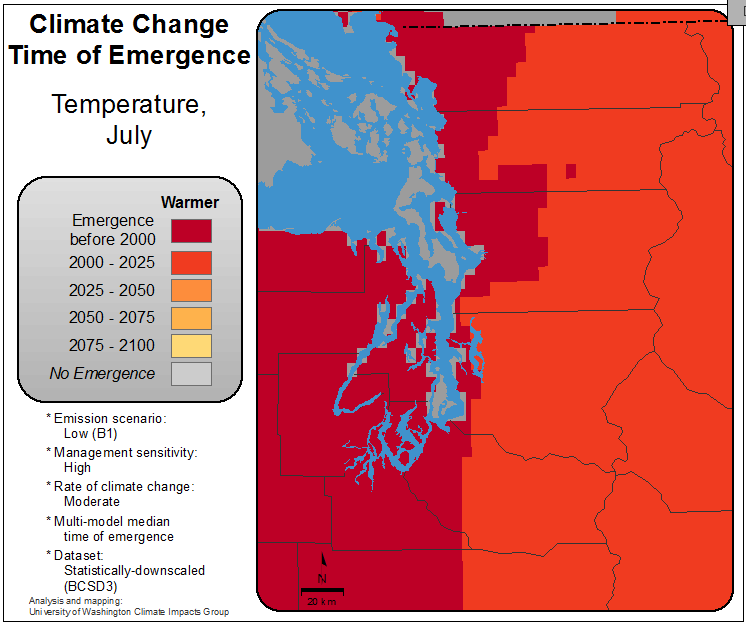 Climate Change
Time of Emergence
Temperature,
July
Warmer
Emergence
before 2000
2000 - 2025
2025 - 2050
2050 - 2075
2075 - 2100
No Emergence
* Emission scenario:
Low (B1)
* Management sensitivity:
High
* Rate of climate change:
Moderate
* Multi-model median
time of emergence
* Dataset:
Statistically-downscaled
(BCSD3)
Analysis and mapping:
University of Washington Climate Impacts Group
N
20 km